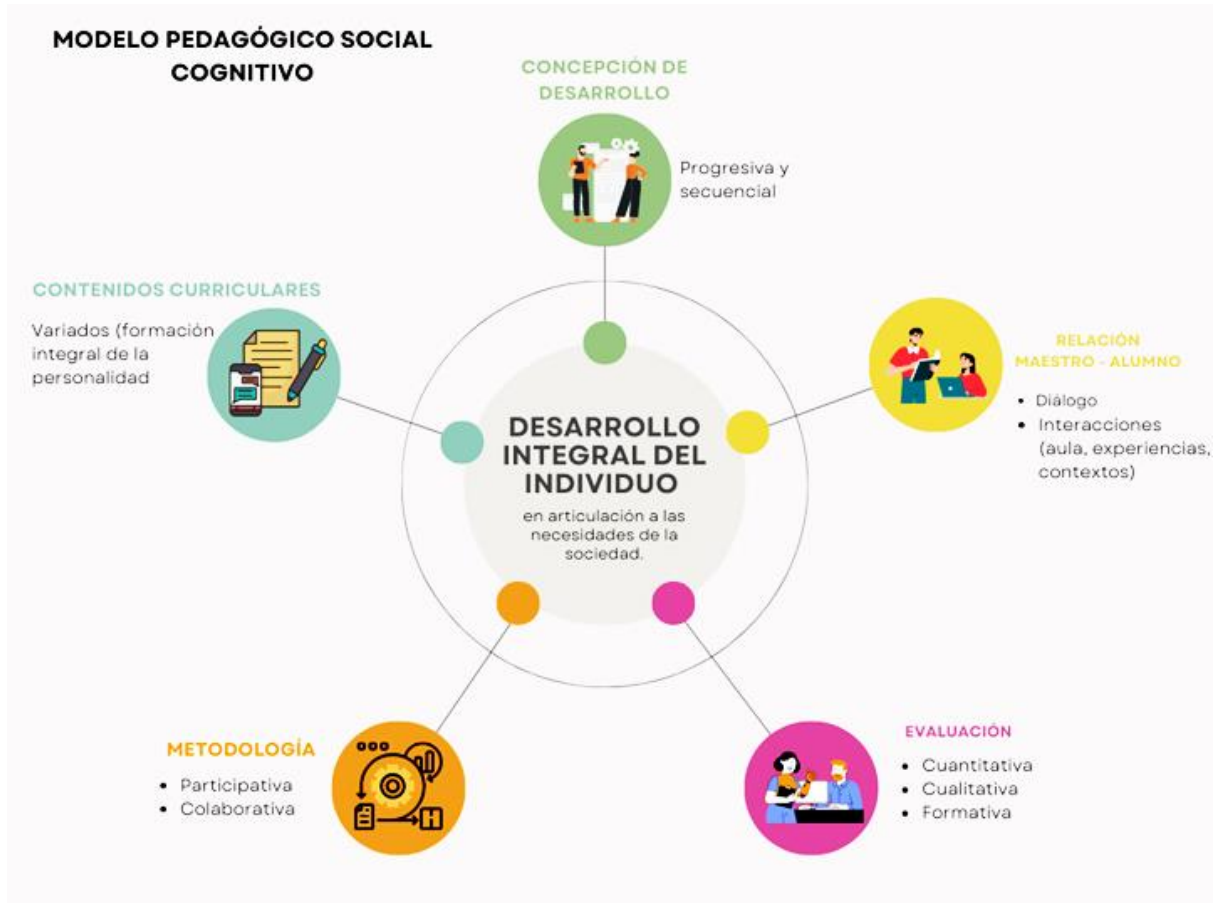 MODELO PEDAGÓGICO SOCIAL
COGNITIVO
CONCEPCIÓN DE
DESARROLLO
Progresiva y
secuencial
CONTENIDOS CURRICULARES
Variados (formación
integral de la
personalidad
RELACIÓN
MAESTRO - ALUMNO
• Diálogo
• Interacciones
(aula, experiencias,
contextos)
DESARROLLO
INTEGRAL DEL
INDIVIDUO
en articulación a las
necesidades de la
sociedad.
METODOLOGÍA
• Participativa
• Colaborativa
EVALUACIÓN
• Cuantitativa
• Cualitativa
• Formativa